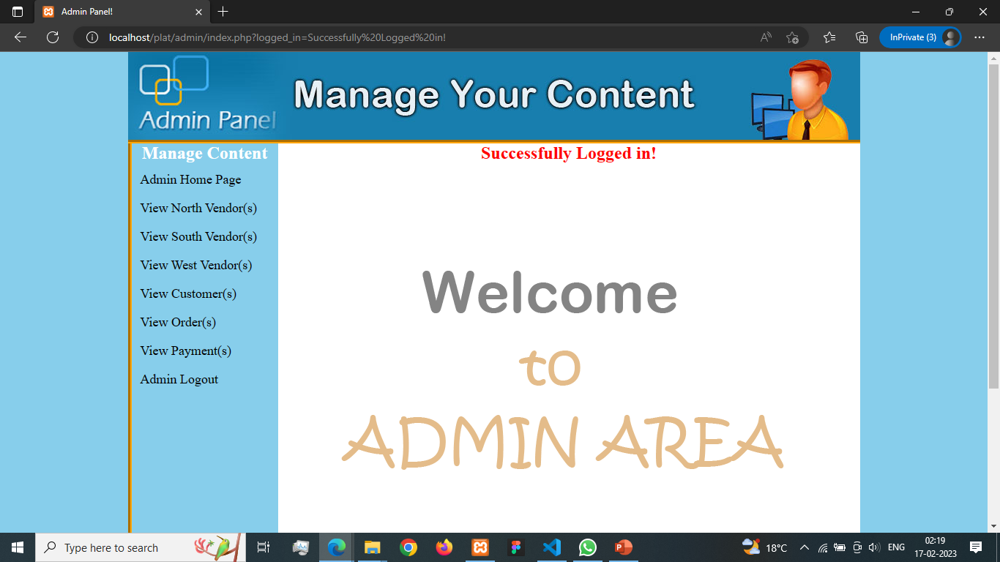 Admin Panel!
localhost/plat/admin/index.php?logged_in=Successfully%20Logged%20in!
InPrivate (3)
Admin Panel
Manage Your Content
Manage Content
Admin Home Page
View North Vendor(s)
View South Vendor(s)
View West Vendor(s)
View Customer(s)
View Order(s)
View Payment(s)
Admin Logout
Successfully Logged in!
Welcome
to
ADMIN AREA
Type here to search
18°C
ENG
02:19
17-02-2023